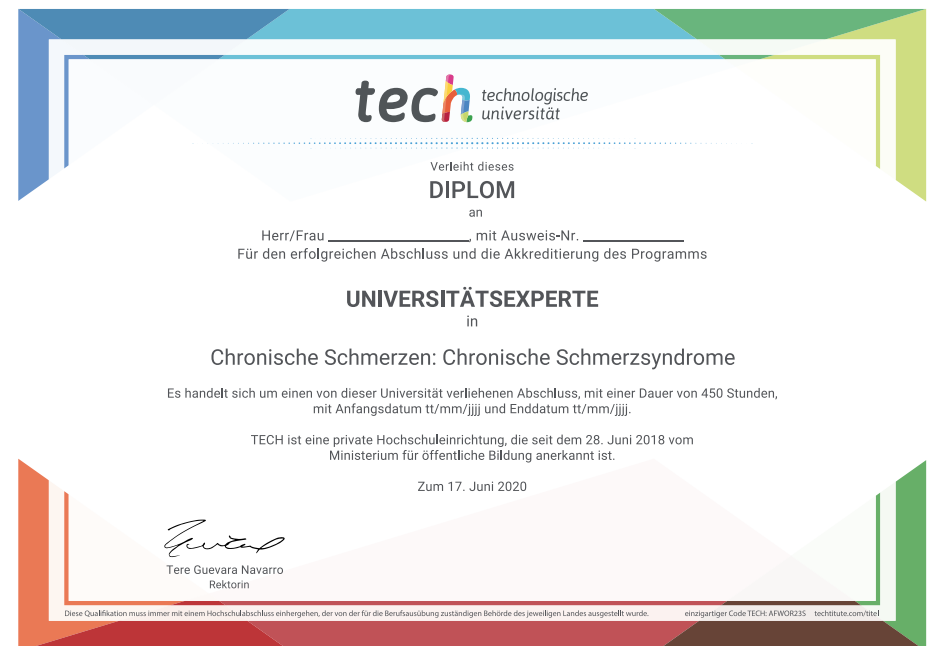 tech technologische
universität
Verleiht dieses
DIPLOM
an
Herr/Frau ____________, mit Ausweis-Nr. ____________
Für den erfolgreichen Abschluss und die Akkreditierung des Programms
UNIVERSITÄTSEXPERTE
in
Chronische Schmerzen: Chronische Schmerzsyndrome
Es handelt sich um einen von dieser Universität verliehenen Abschluss, mit einer Dauer von 450 Stunden,
mit Anfangsdatum tt/mm/jjjj und Enddatum tt/mm/jjjj.
TECH ist eine private Hochschuleinrichtung, die seit dem 28. Juni 2018 vom
Ministerium für öffentliche Bildung anerkannt ist.
Zum 17. Juni 2020
Tere Guevara Navarro
Rektorin
Diese Qualifikation muss immer mit einem Hochschulabschluss einhergehen, der von der für die Berufsausübung zuständigen Behörde des jeweiligen Landes ausgestellt wurde. einzigartiger Code TECH: AFWOR23S techtitute.com/titel